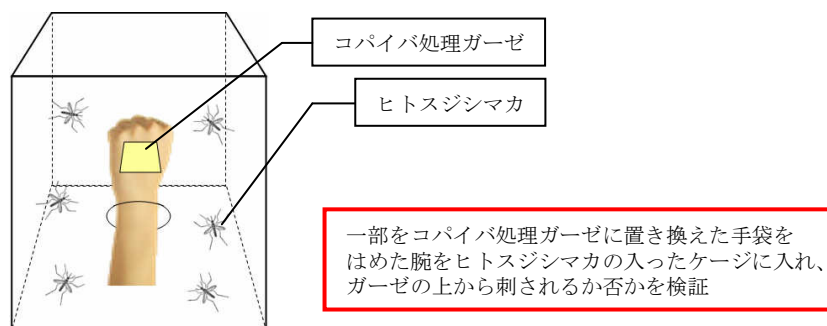 コパイバ処理ガーゼ
ヒトスジシマカ
一部をコパイバ処理ガーゼに置き換えた手袋を
はめた腕をヒトスジシマカの入ったケージに入れ、
ガーゼの上から刺されるか否かを検証